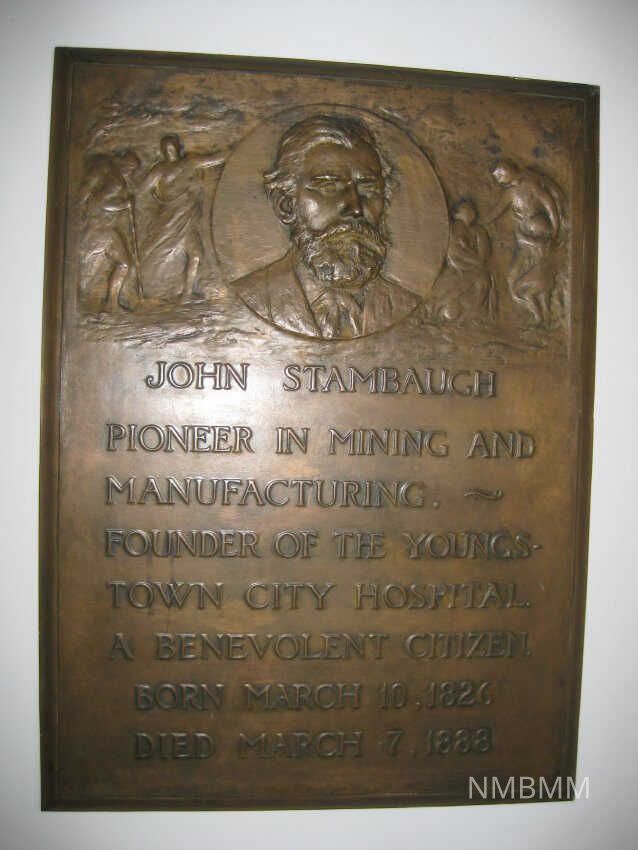 JOHN STAMBAUGH
PIONEER IN MINING AND
MANUFACTURING. ~
FOUNDER OF THE YOUNGS-
TOWN CITY HOSPITAL.
A BENEVOLENT CITIZEN.
BORN MARCH 10, 1826
DIED MARCH 7, 1888
NMBMM